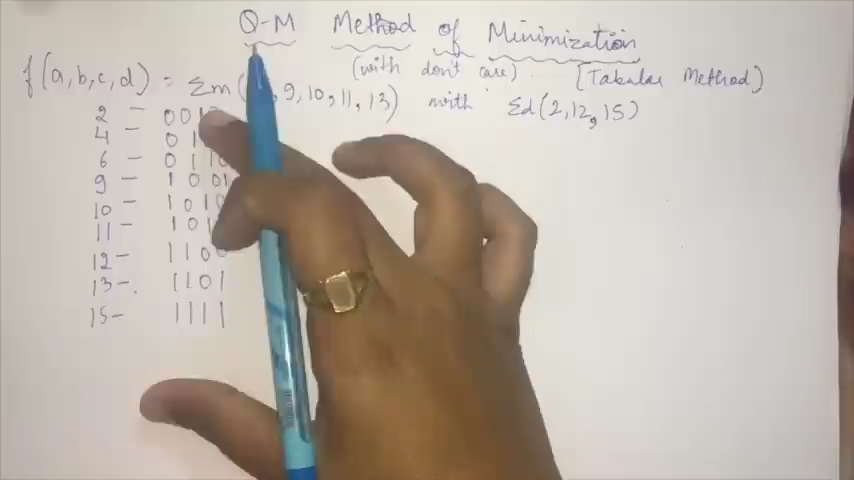 Q-M Method of Minimization
(with don't care) [Tabular Method]
f(a,b,c,d) = Σm( ,9,10,11,13) with Σd(2,12,15)
2 - 001
4 - 01
6 - 0110
9 - 1001
10 - 1010
11 - 101
12 - 1100
13 - 1101
15 - 1111